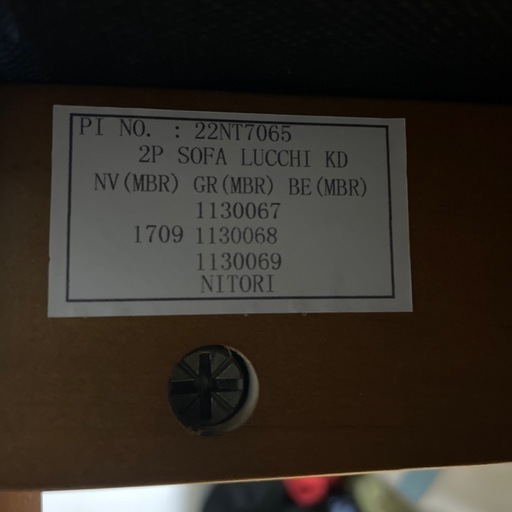 PI NO. : 22NT7065
2P SOFA LUCCHI KD
NV(MBR) GR(MBR) BE(MBR)
1130067
1709 1130068
1130069
NITORI